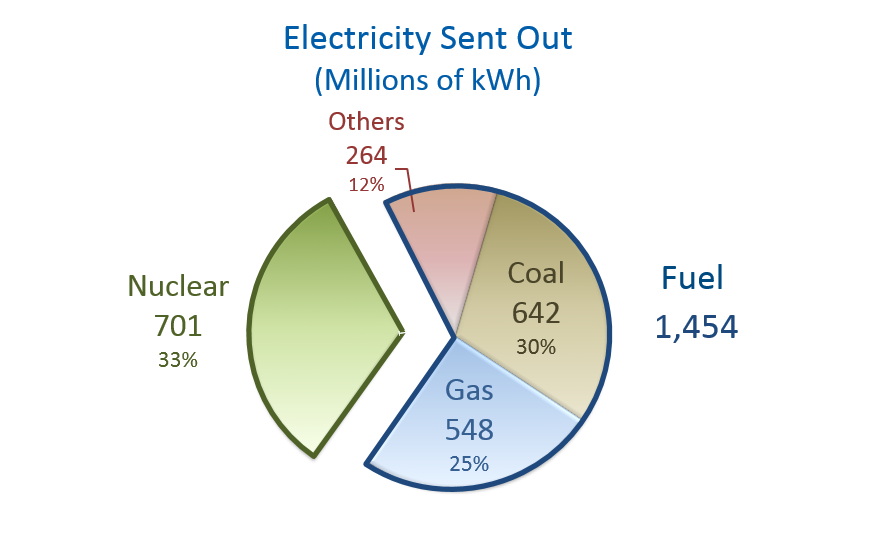 Electricity Sent Out
(Millions of kWh)
Others
264
12%
Nuclear
701
33%
Coal
642
30%
Fuel
1,454
Gas
548
25%